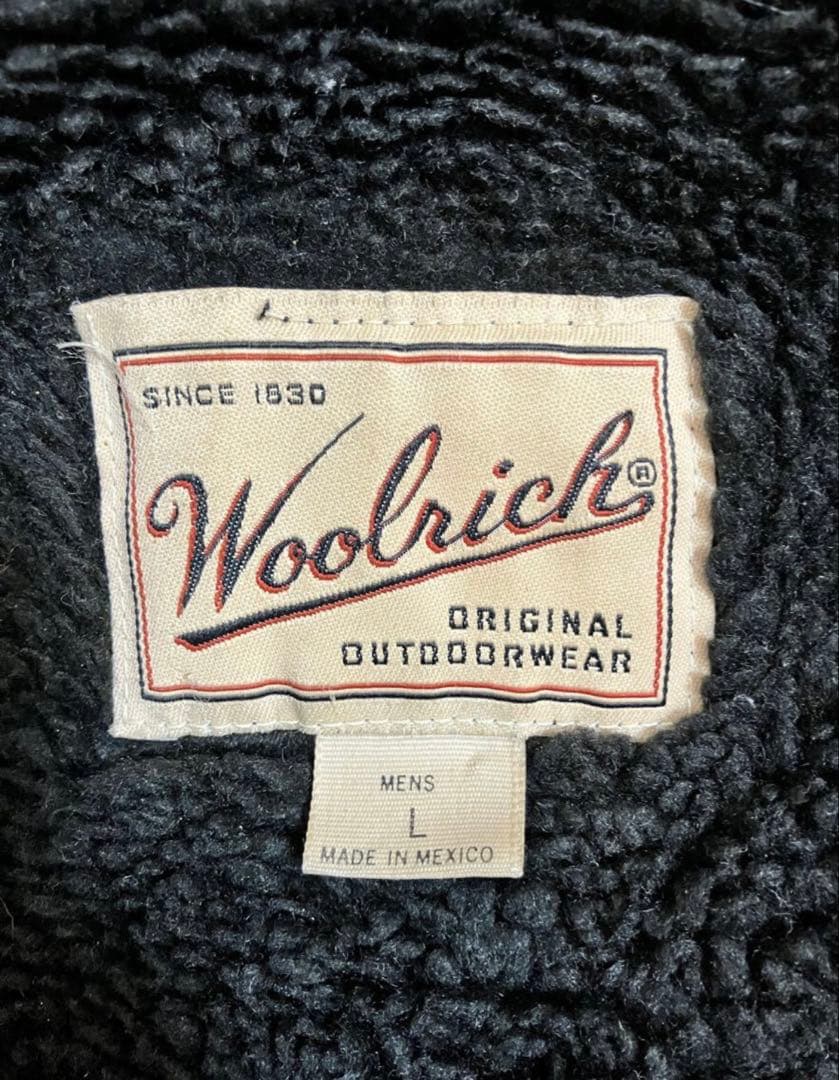 SINCE 1830
Woolrich®
ORIGINAL
OUTDOORWEAR
MENS
L
MADE IN MEXICO